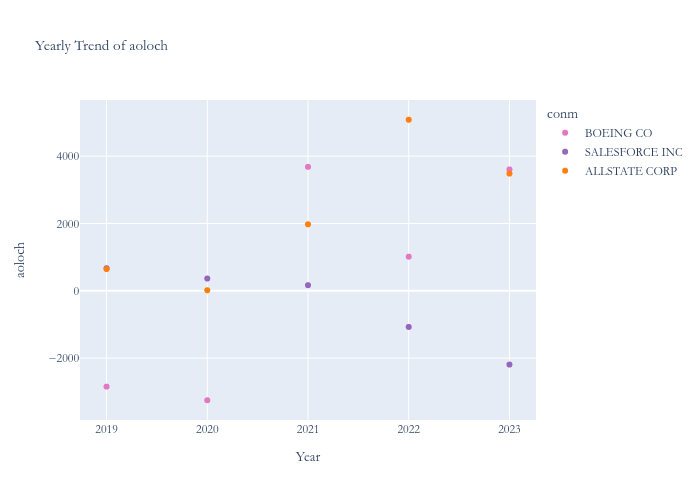 Yearly Trend of aoloch
conm
BOEING CO
SALESFORCE INC
ALLSTATE CORP
aoloch
4000
2000
0
−2000
2019 2020 2021 2022 2023
Year